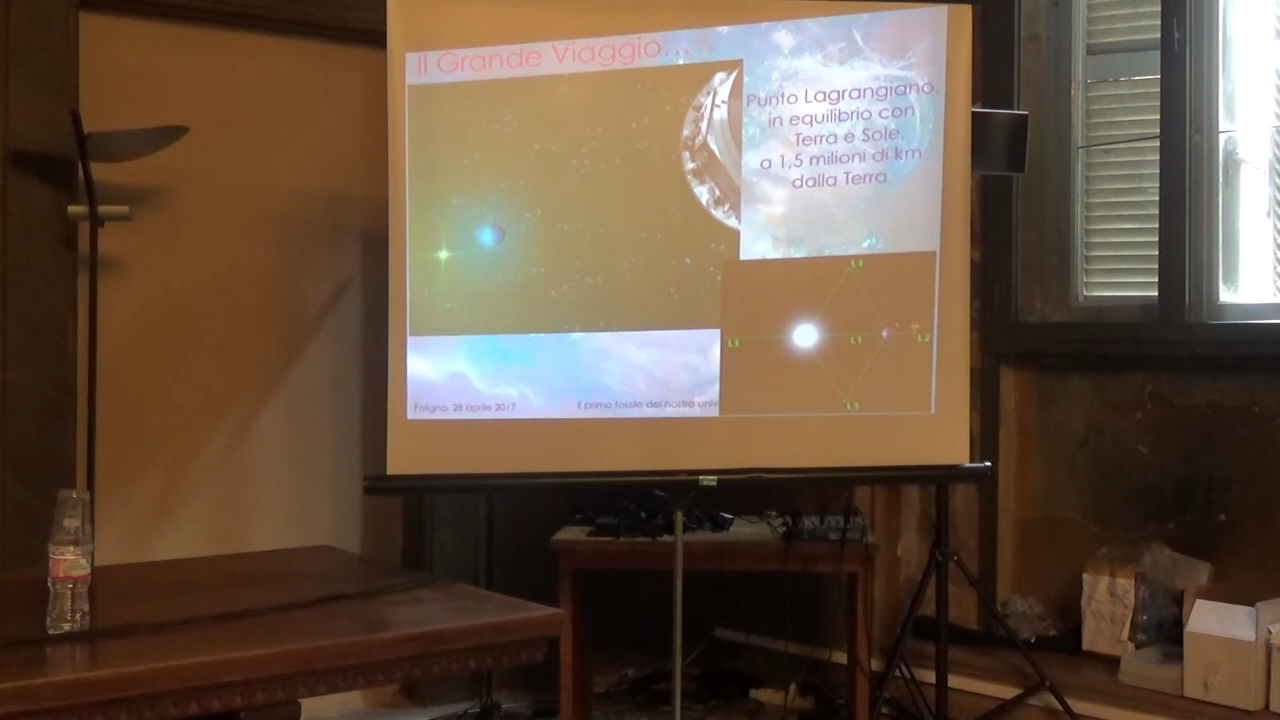 Il Grande Viaggio...
Punto Lagrangiano,
in equilibrio con
Terra e Sole,
a 1,5 milioni di km
dalla Terra
L4
L3
L1
L2
L5
Foligno, 28 aprile 2017
Il primo fossile del nostro univ